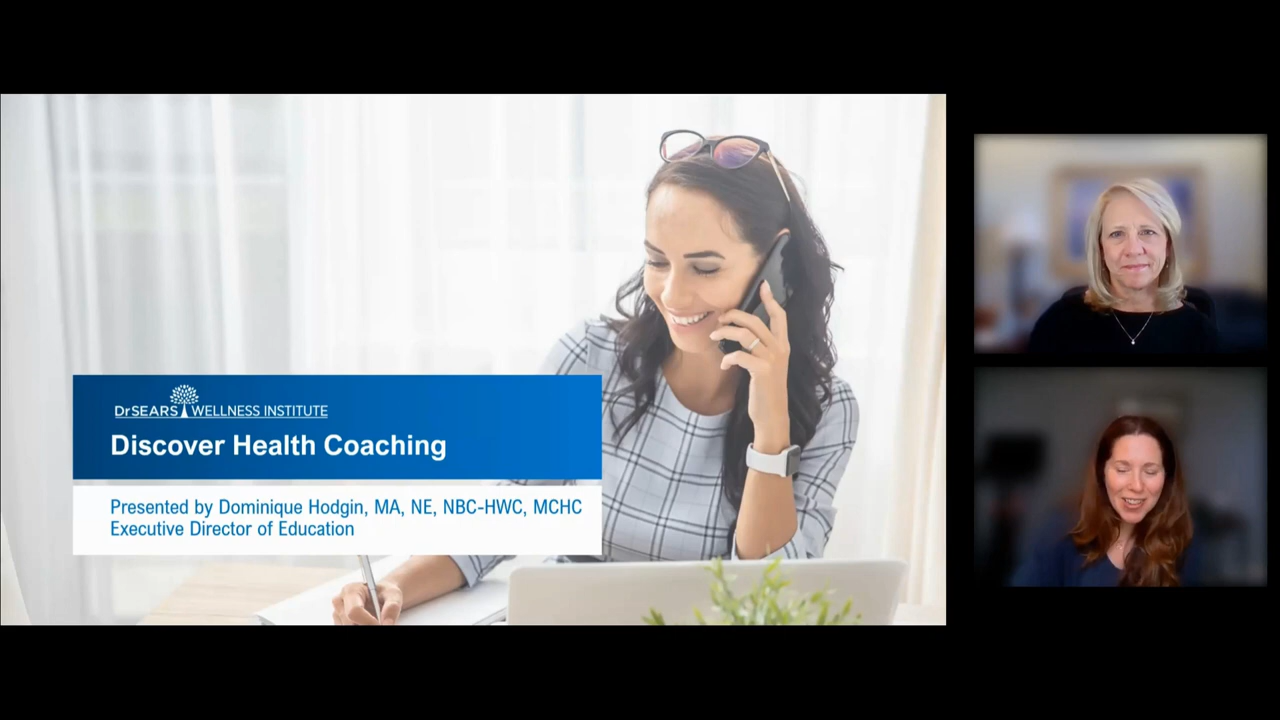 DrSEARS WELLNESS INSTITUTE
Discover Health Coaching
Presented by Dominique Hodgin, MA, NE, NBC-HWC, MCHC
Executive Director of Education